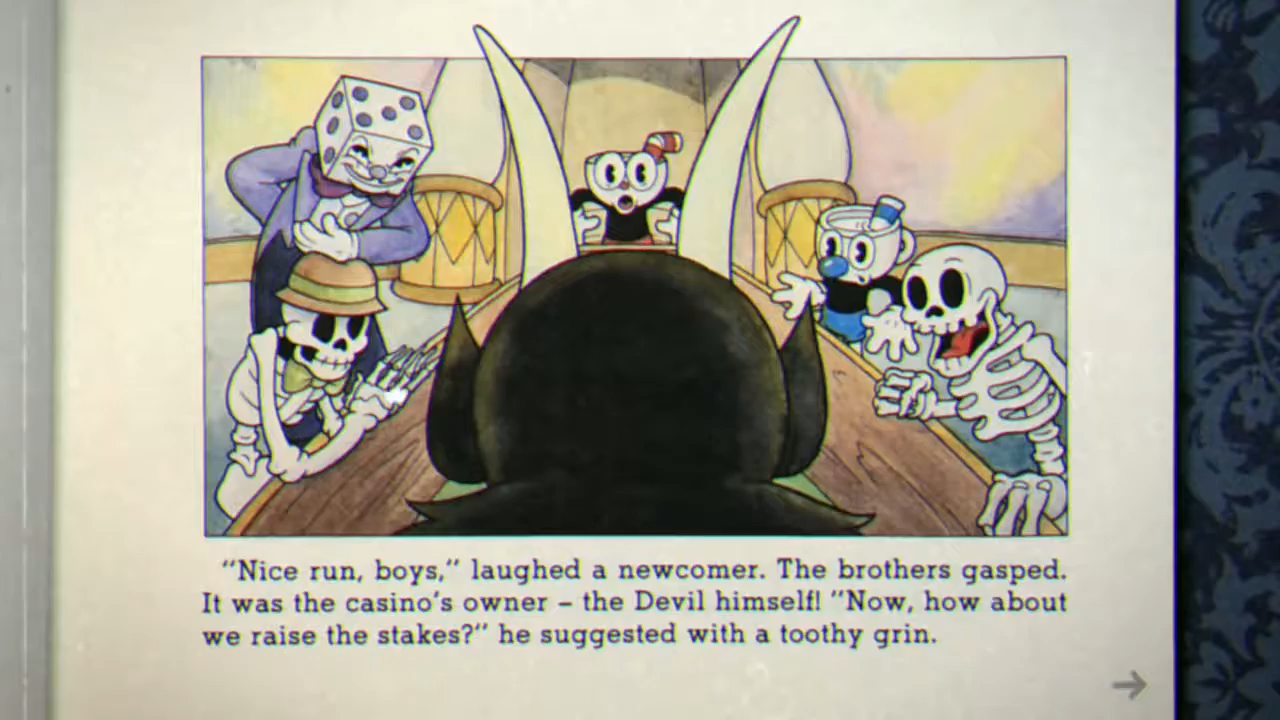 “Nice run, boys,” laughed a newcomer. The brothers gasped.
It was the casino’s owner – the Devil himself! “Now, how about
we raise the stakes?” he suggested with a toothy grin.